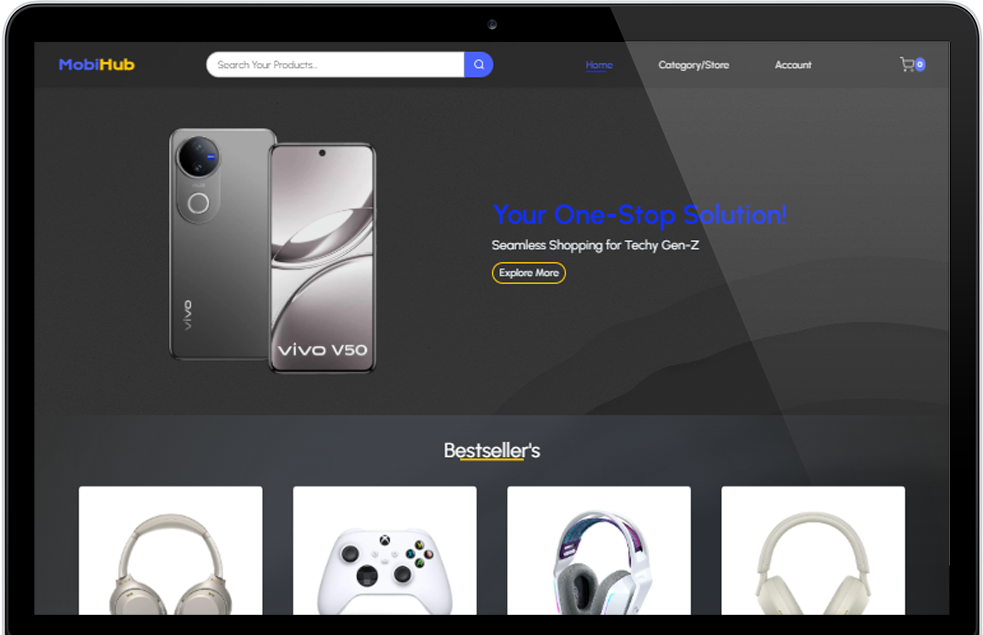 MobiHub
Search Your Products...
Home
Category/Store
Account
0
Your One-Stop Solution!
Seamless Shopping for Techy Gen-Z
Explore More
vivo
vivo V50
Bestseller's